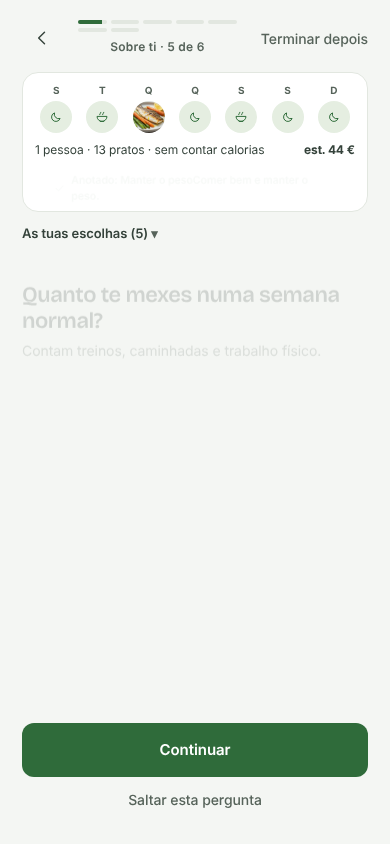 Sobre ti · 5 de 6
Terminar depois
S T Q Q S S D
1 pessoa · 13 pratos · sem contar calorias est. 44 €
As tuas escolhas (5) ▾
Quanto te mexes numa semana
normal?
Contam treinos, caminhadas e trabalho físico.
Continuar
Saltar esta pergunta